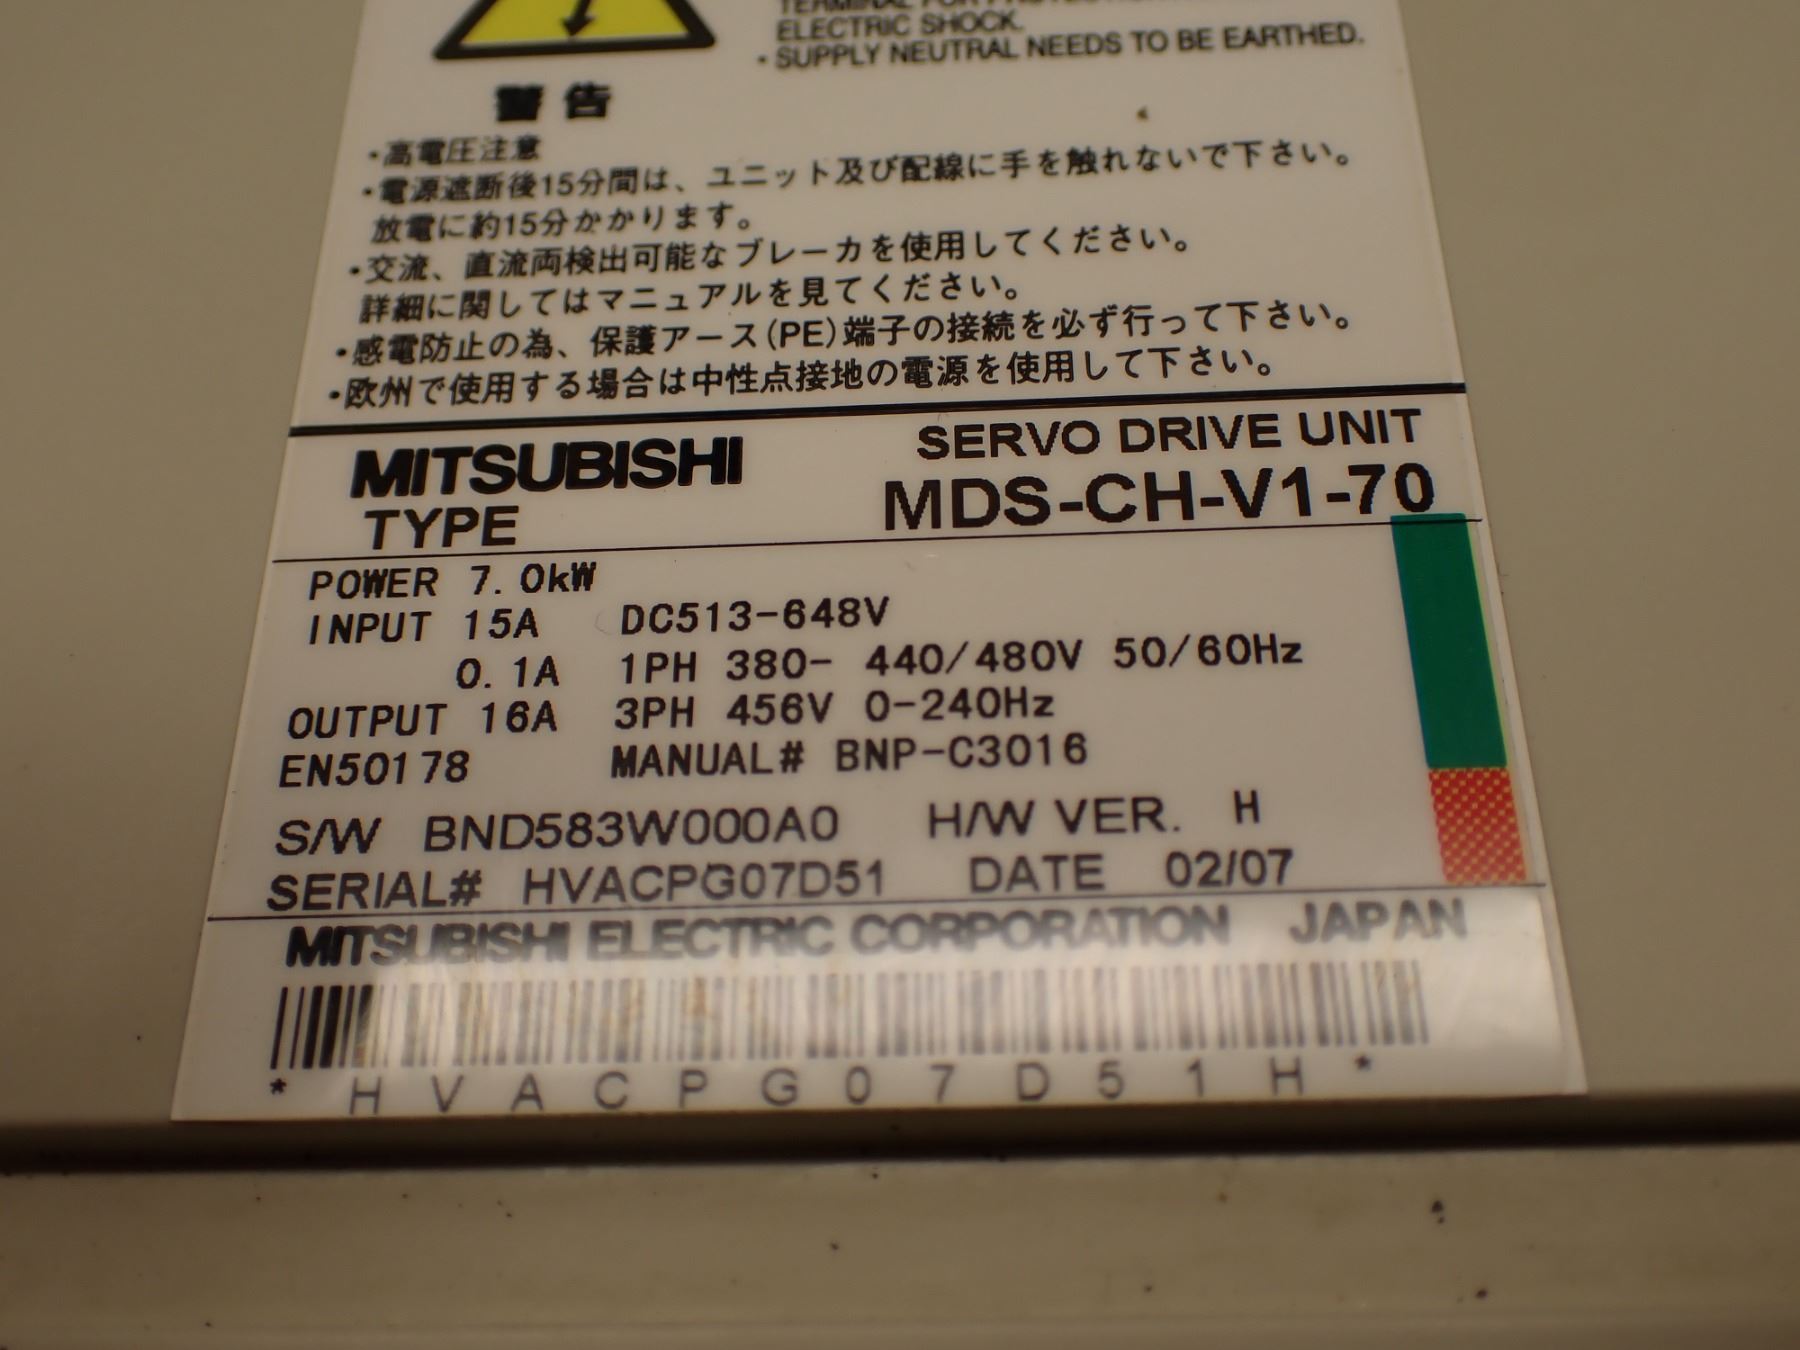 ELECTRIC SHOCK.
・SUPPLY NEUTRAL NEEDS TO BE EARTHED.
警告
・高電圧注意
・電源遮断後15分間は、ユニット及び配線に手を触れないで下さい。
放電に約15分かかります。
・交流、直流両検出可能なブレーカを使用してください。
詳細に関してはマニュアルを見てください。
・感電防止の為、保護アース(PE)端子の接続を必ず行って下さい。
・欧州で使用する場合は中性点接地の電源を使用して下さい。
MITSUBISHI SERVO DRIVE UNIT
TYPE MDS-CH-V1-70
POWER 7.0kW
INPUT 15A DC513-648V
0.1A 1PH 380- 440/480V 50/60Hz
OUTPUT 16A 3PH 456V 0-240Hz
EN50178 MANUAL# BNP-C3016
S/W BND583W000A0 H/W VER. H
SERIAL# HVACPG07D51 DATE 02/07
MITSUBISHI ELECTRIC CORPORATION JAPAN
* H V A C P G 0 7 D 5 1 H *